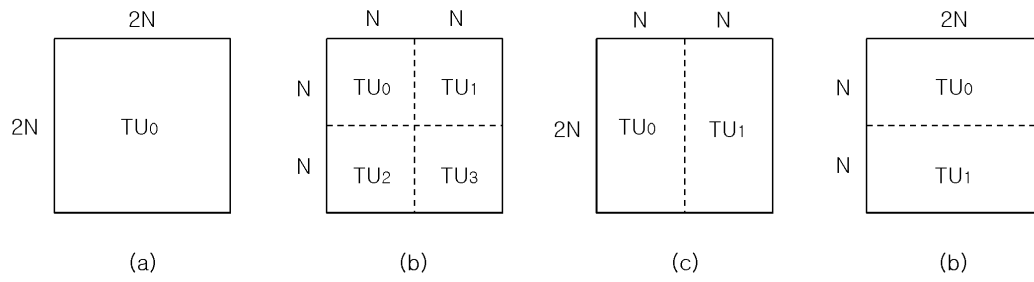 2N N N N N 2N
N TU0 TU1 N
2N TU0 2N TU0 TU1 TU0
N TU2 TU3 N TU1
(a) (b) (c) (b)